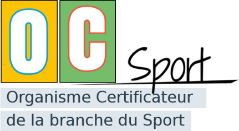 OC Sport
Organisme Certificateur
de la branche du Sport